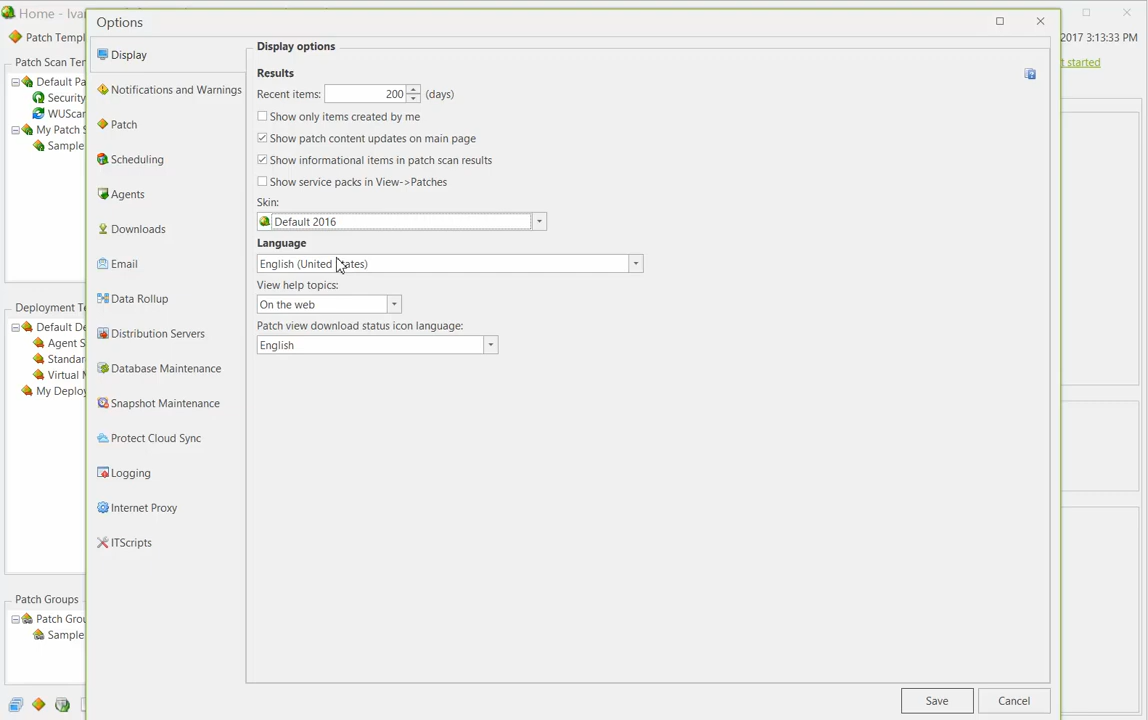 Home - Iva
Options
Patch Templ
2017 3:13:33 PM
Patch Scan Ter
t started
Default Pa
Security
WUScan
My Patch S
Sample
Deployment Te
Default De
Agent S
Standar
Virtual M
My Deploy
Patch Groups
Patch Grou
Sample
Display
Notifications and Warnings
Patch
Scheduling
Agents
Downloads
Email
Data Rollup
Distribution Servers
Database Maintenance
Snapshot Maintenance
Protect Cloud Sync
Logging
Internet Proxy
ITScripts
Display options
Results
Recent items: 200 (days)
Show only items created by me
Show patch content updates on main page
Show informational items in patch scan results
Show service packs in View->Patches
Skin:
Default 2016
Language
English (United States)
View help topics:
On the web
Patch view download status icon language:
English
Save Cancel